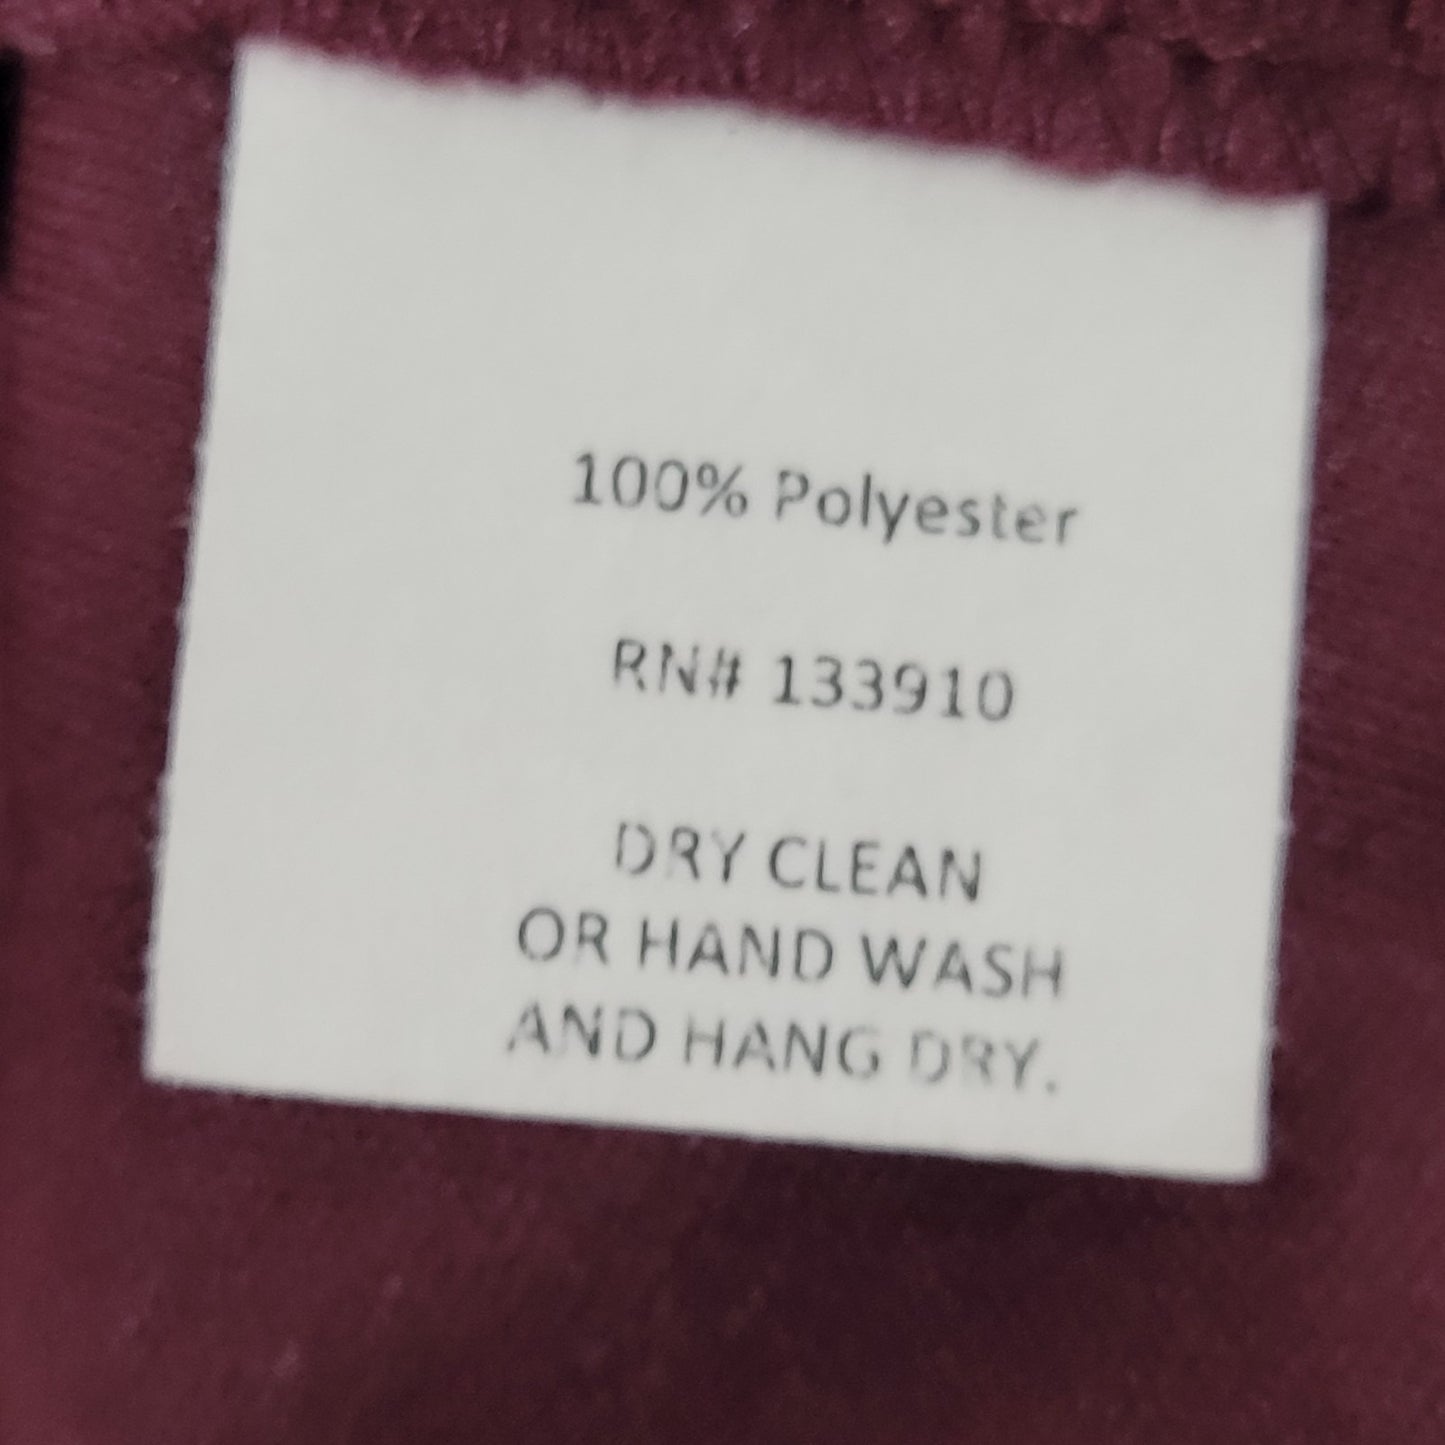 100% Polyester
RN# 133910
DRY CLEAN
OR HAND WASH
AND HANG DRY.